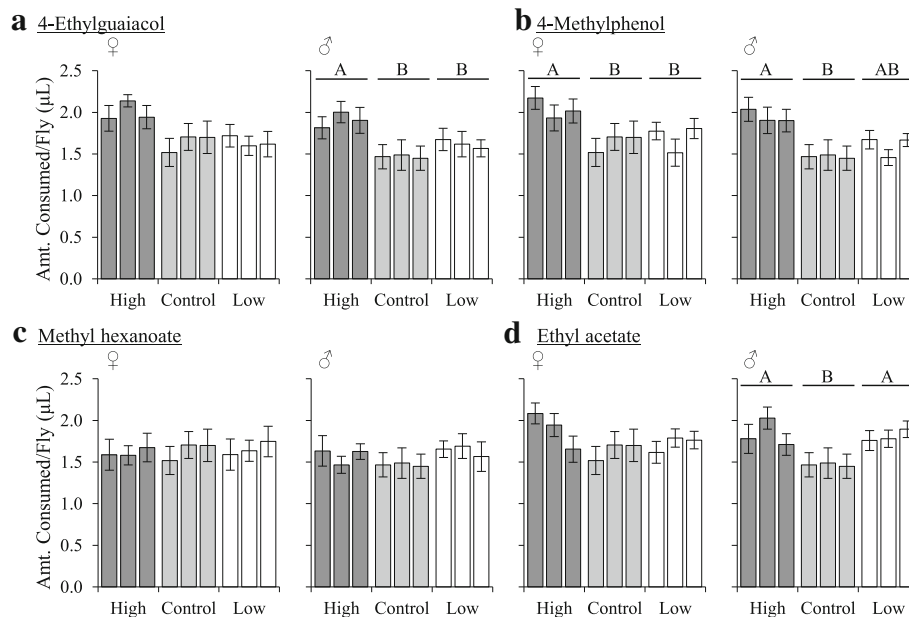 a 4-Ethylguaiacol
b 4-Methylphenol
♀ ♂ ♀ ♂
A B B
A B B
A B AB
Amt. Consumed/Fly (μL)
2.5
2.0
1.5
1.0
0.5
0.0
High Control Low
High Control Low
High Control Low
High Control Low
c Methyl hexanoate
d Ethyl acetate
♀ ♂ ♀ ♂
A B A
Amt. Consumed/Fly (μL)
2.5
2.0
1.5
1.0
0.5
0.0
High Control Low
High Control Low
High Control Low
High Control Low